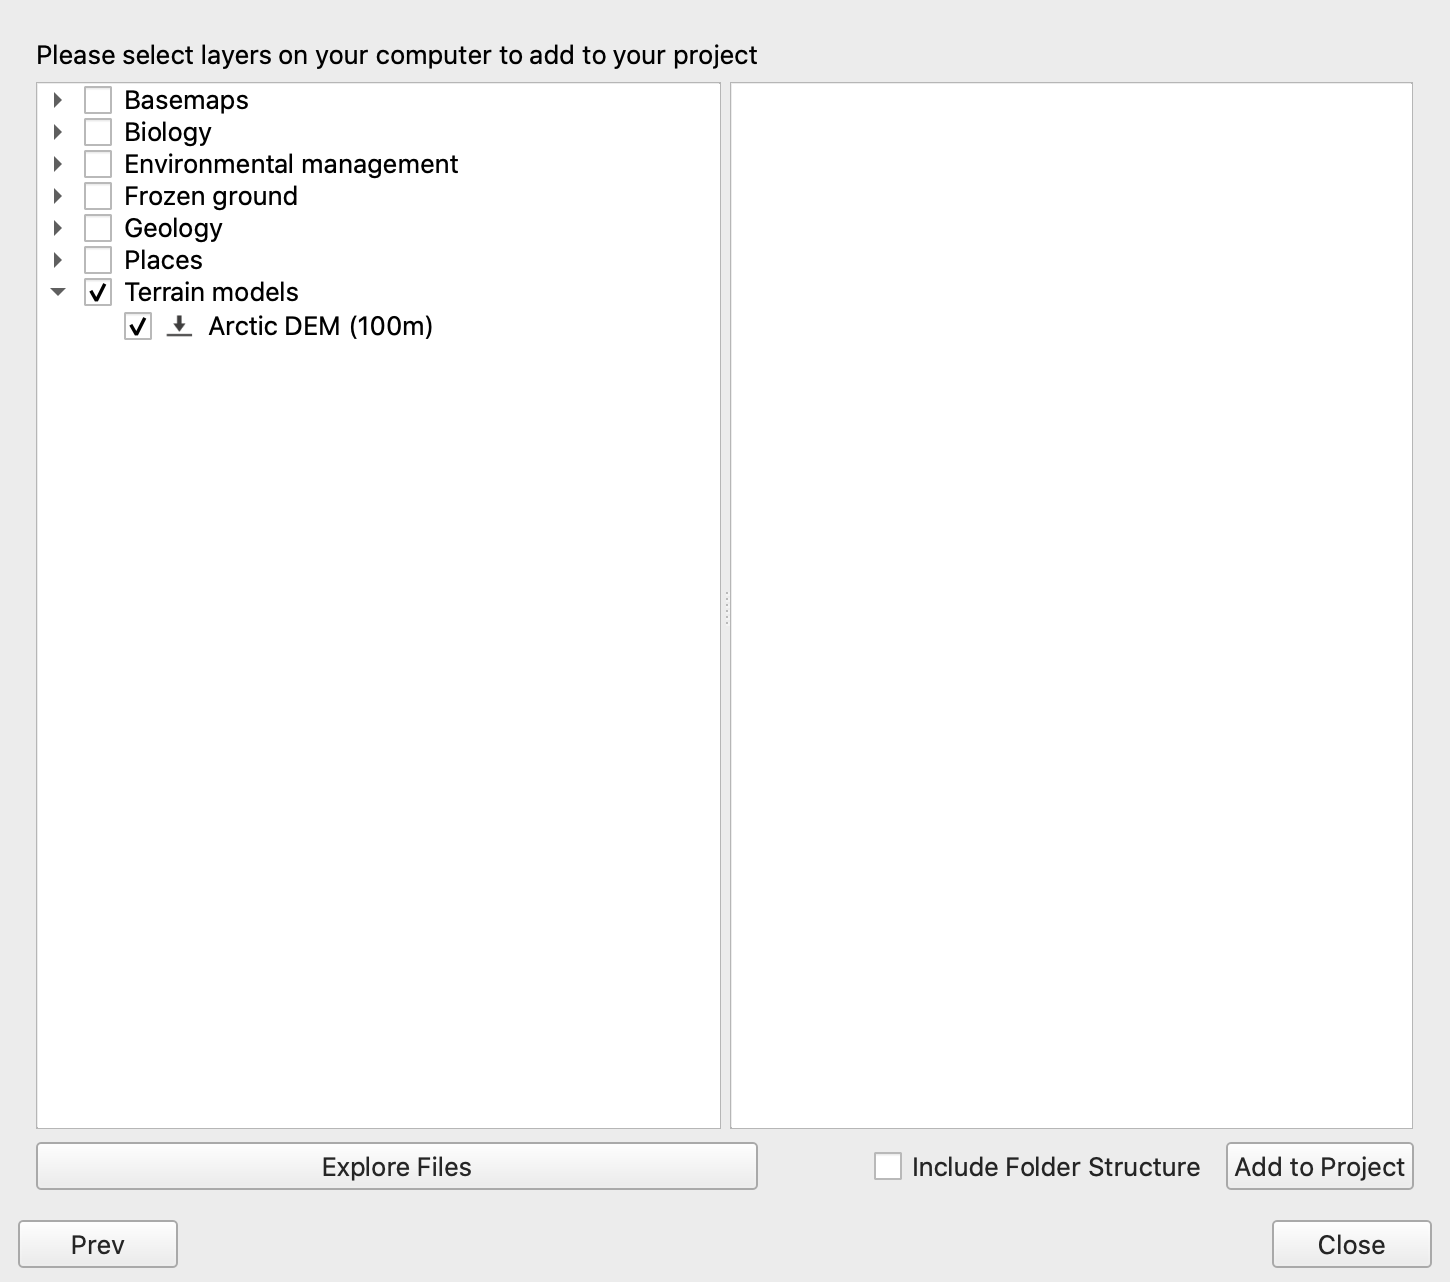 Please select layers on your computer to add to your project
Basemaps
Biology
Environmental management
Frozen ground
Geology
Places
Terrain models
Arctic DEM (100m)
Explore Files
Include Folder Structure
Add to Project
Prev
Close